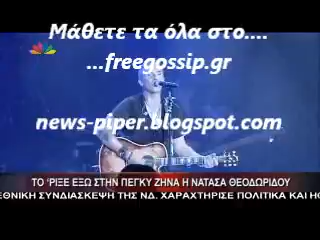 Μάθετε τα όλα στο....
...freegossip.gr
news-piper.blogspot.com
ΤΟ 'ΡΙΞΕ ΕΞΩ ΣΤΗΝ ΠΕΓΚΥ ΖΗΝΑ Η ΝΑΤΑΣΑ ΘΕΟΔΩΡΙΔΟΥ
ΕΘΝΙΚΗ ΣΥΝΔΙΑΣΚΕΨΗ ΤΗΣ ΝΔ. ΧΑΡΑΚΤΗΡΙΣΕ ΠΟΛΙΤΙΚΑ ΚΑΙ